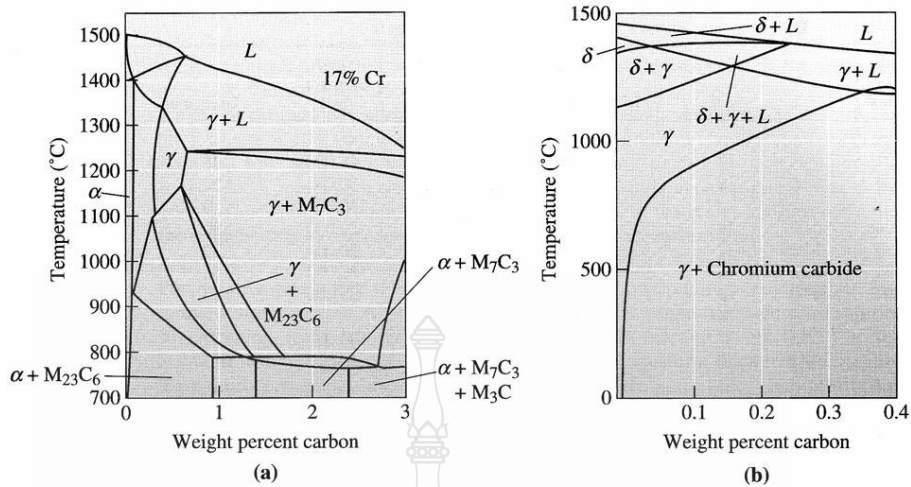 1500
1400
1300
1200
1100
1000
900
800
700
Temperature (°C)
L
17% Cr
γ + L
γ
α
γ + M₇C₃
γ
+
M₂₃C₆
α + M₇C₃
α + M₂₃C₆
α + M₇C₃
+ M₃C
0
1
2
3
Weight percent carbon
(a)
1500
1000
500
0
Temperature (°C)
δ + L
L
δ
δ + γ
γ + L
δ + γ + L
γ
γ + Chromium carbide
0.1
0.2
0.3
0.4
Weight percent carbon
(b)